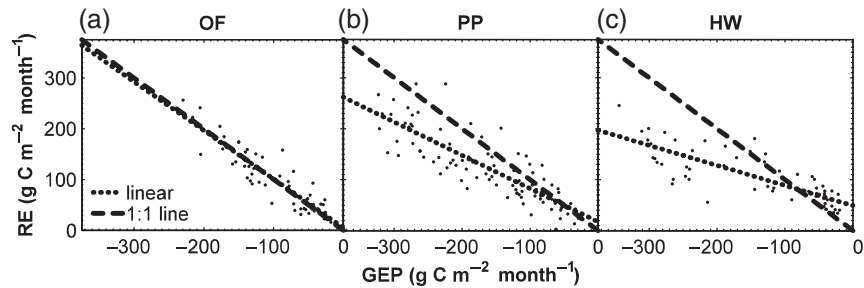 (a) OF (b) PP (c) HW
RE (g C m⁻² month⁻¹)
300
200
100
0
linear
1:1 line
−300 −200 −100 0 −300 −200 −100 0 −300 −200 −100 0
GEP (g C m⁻² month⁻¹)